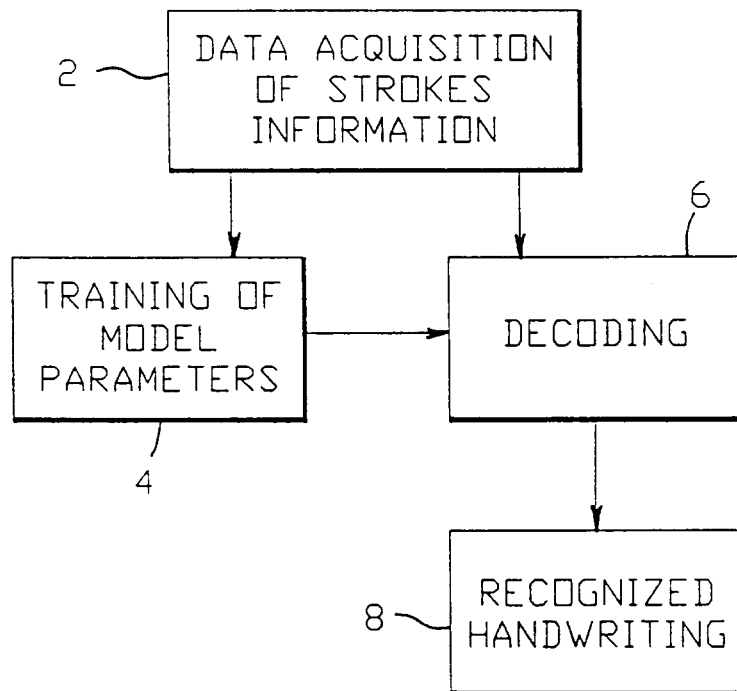 2
DATA ACQUISITION
OF STROKES
INFORMATION
6
TRAINING OF
MODEL
PARAMETERS
4
DECODING
8
RECOGNIZED
HANDWRITING